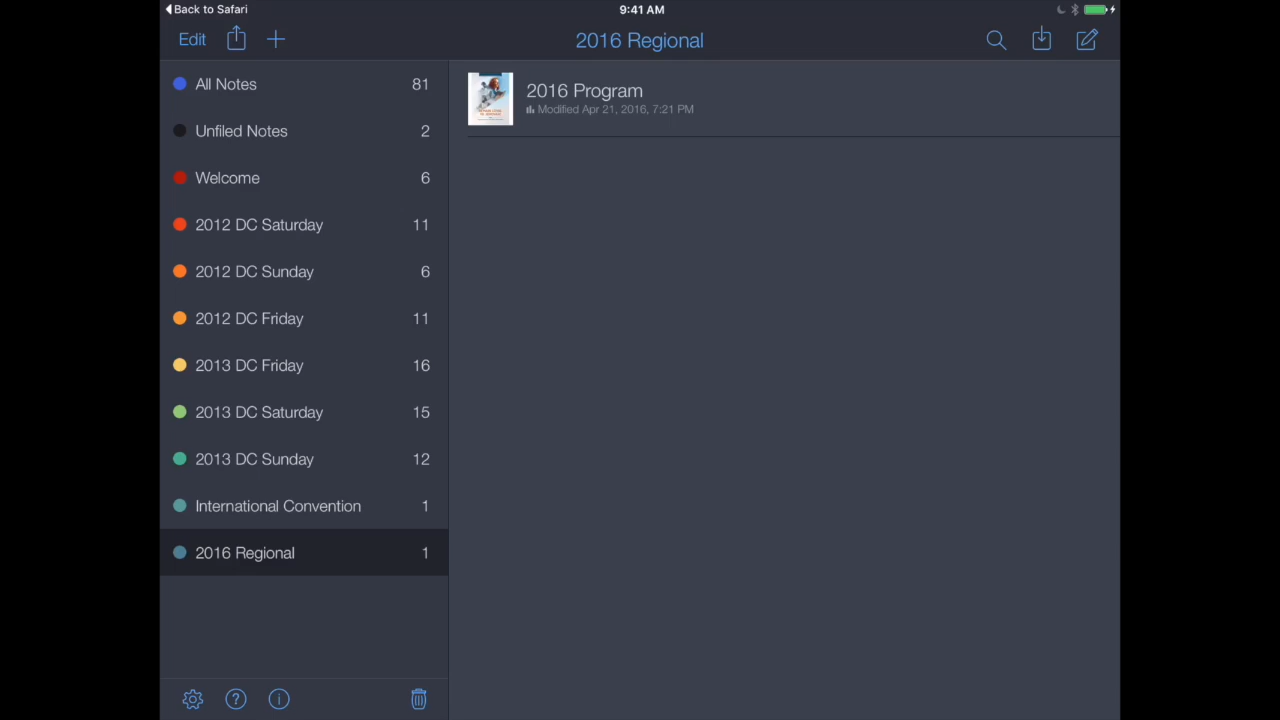 Back to Safari
9:41 AM
Edit
2016 Regional
All Notes 81
Unfiled Notes 2
Welcome 6
2012 DC Saturday 11
2012 DC Sunday 6
2012 DC Friday 11
2013 DC Friday 16
2013 DC Saturday 15
2013 DC Sunday 12
International Convention 1
2016 Regional 1
2016 Program
Modified Apr 21, 2016, 7:21 PM